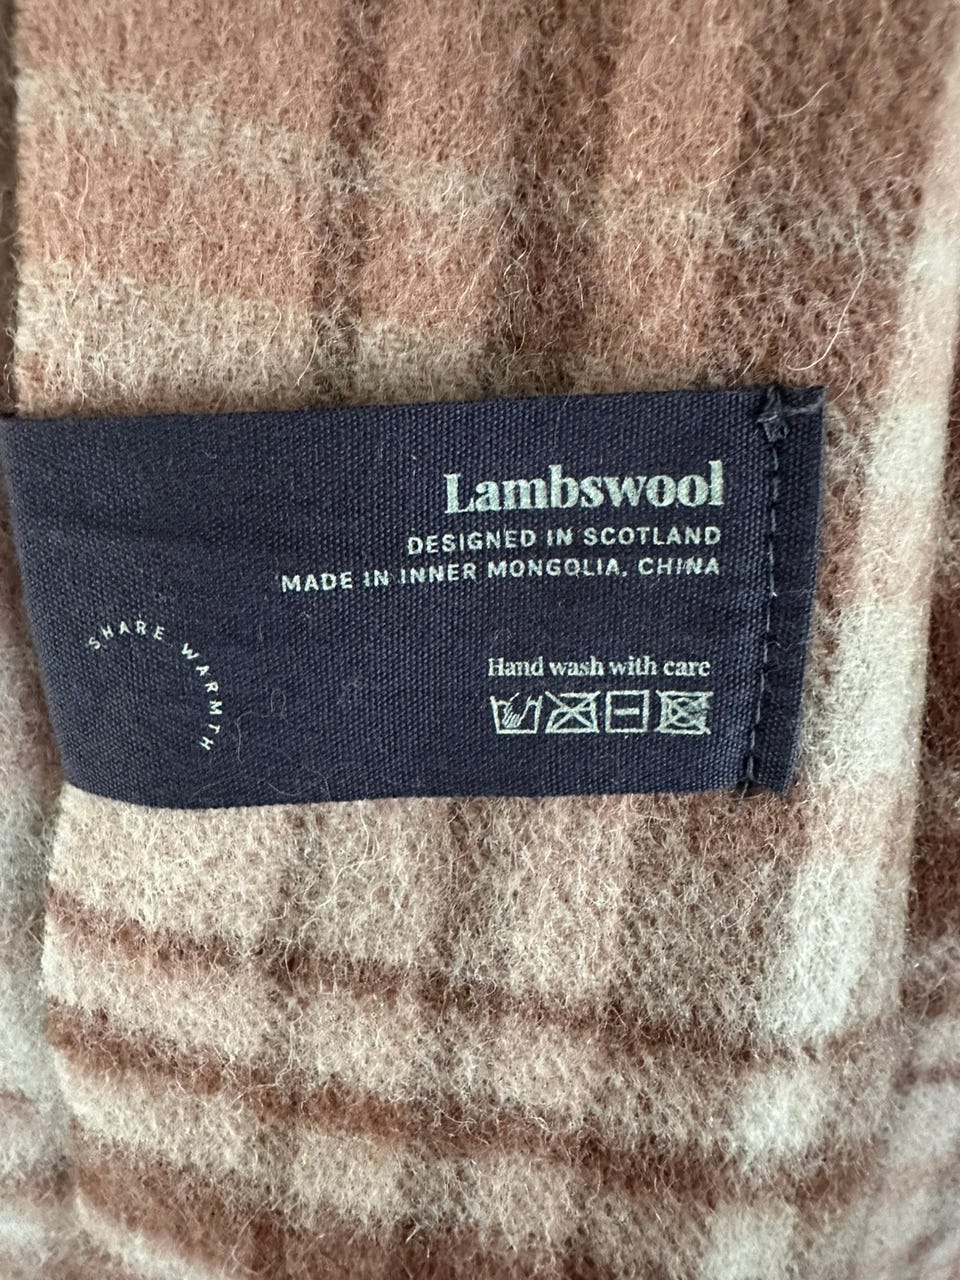 Lambswool
DESIGNED IN SCOTLAND
MADE IN INNER MONGOLIA, CHINA
SHARE WARMTH
Hand wash with care